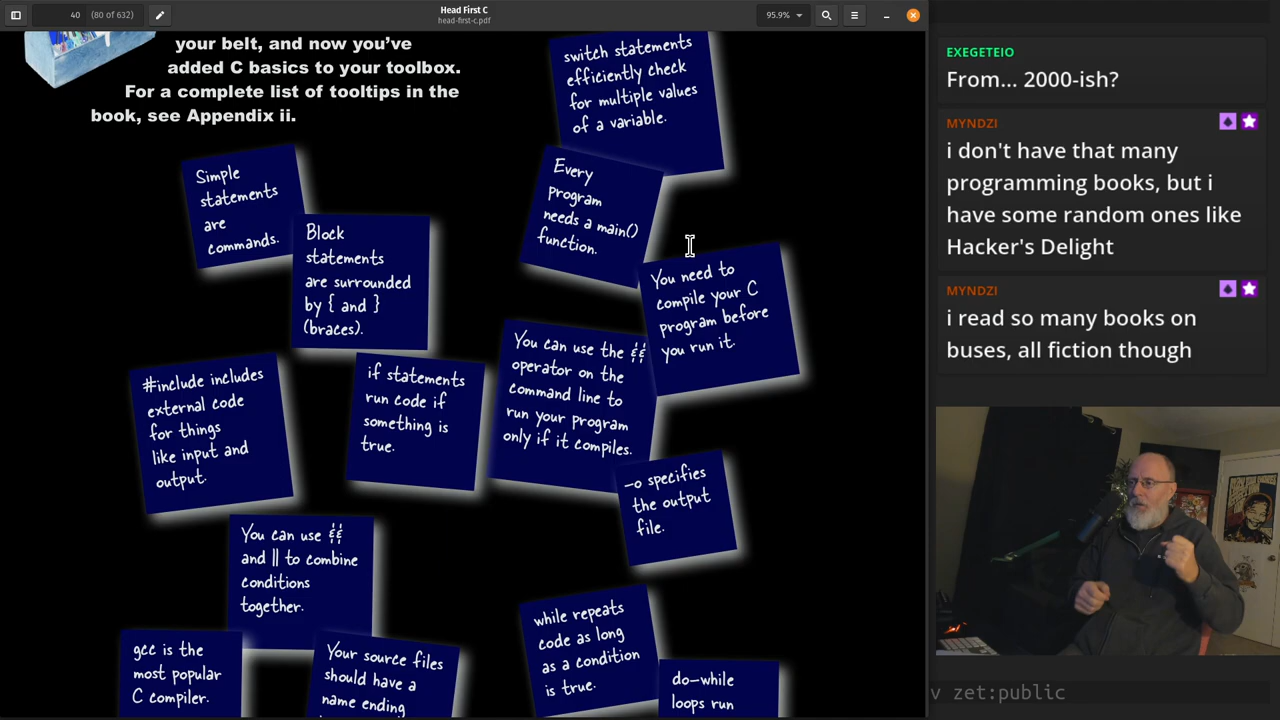 40
(80 of 632)
Head First C
head-first-c.pdf
95.9%
your belt, and now you've
added C basics to your toolbox.
For a complete list of tooltips in the
book, see Appendix ii.
switch statements
efficiently check
for multiple values
of a variable.
Simple
statements
are
commands.
Every
program
needs a main()
function.
Block
statements
are surrounded
by { and }
(braces).
You need to
compile your C
program before
you run it.
#include includes
external code
for things
like input and
output.
if statements
run code if
something is
true.
You can use the &&
operator on the
command line to
run your program
only if it compiles.
-o specifies
the output
file.
You can use &&
and || to combine
conditions
together.
while repeats
code as long
as a condition
is true.
gcc is the
most popular
C compiler.
Your source files
should have a
name ending
do-while
loops run
EXEGETEIO
From... 2000-ish?
MYNDZI
i don't have that many
programming books, but i
have some random ones like
Hacker's Delight
MYNDZI
i read so many books on
buses, all fiction though
v zet:public